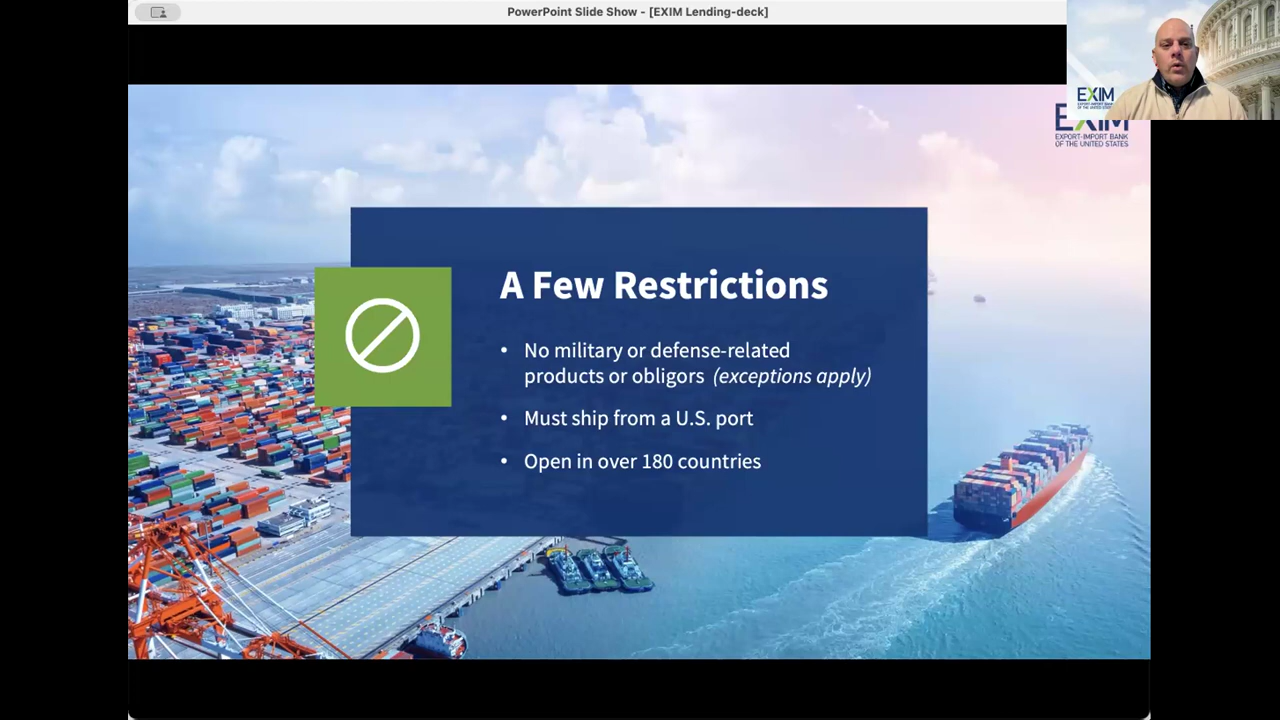 PowerPoint Slide Show - [EXIM Lending-deck]
EXIM
EXPORT-IMPORT BANK
OF THE UNITED STATES
EXIM
EXPORT-IMPORT BANK
OF THE UNITED STATES
A Few Restrictions
• No military or defense-related
products or obligors (exceptions apply)
• Must ship from a U.S. port
• Open in over 180 countries